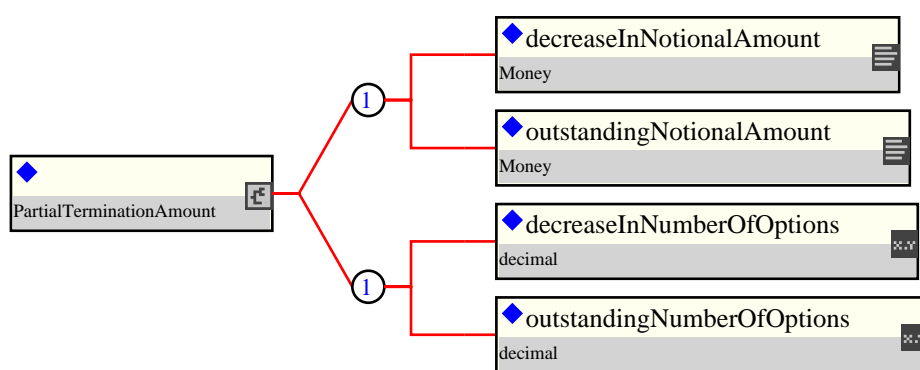 decreaseInNotionalAmount
Money
1
outstandingNotionalAmount
Money
PartialTerminationAmount
decreaseInNumberOfOptions
x.y
decimal
1
outstandingNumberOfOptions
decimal